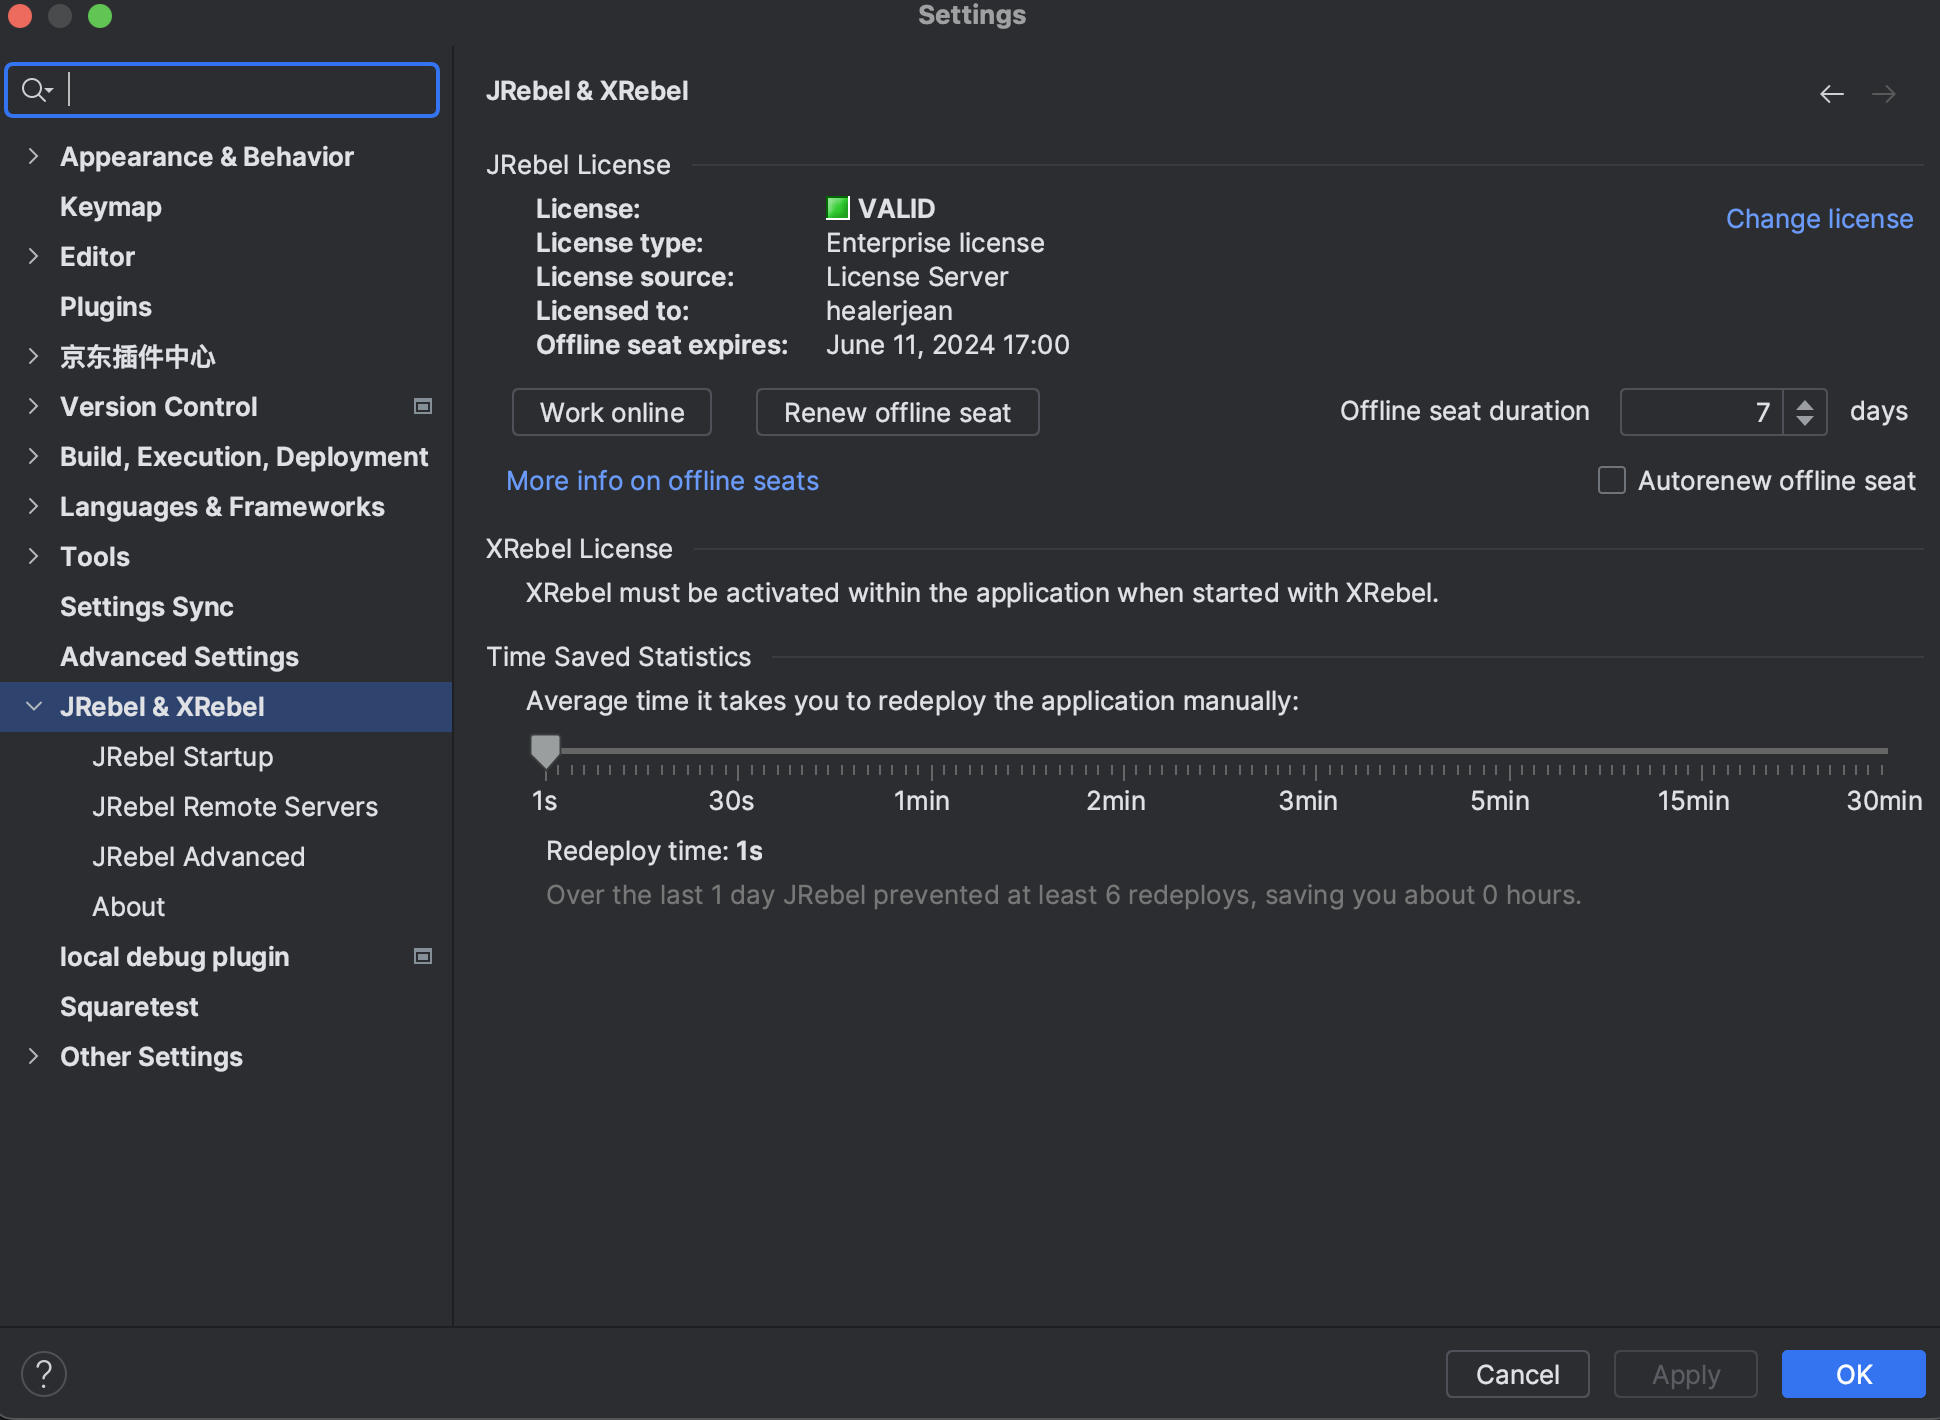 Settings
Appearance & Behavior
Keymap
Editor
Plugins
京东插件中心
Version Control
Build, Execution, Deployment
Languages & Frameworks
Tools
Settings Sync
Advanced Settings
JRebel & XRebel
JRebel Startup
JRebel Remote Servers
JRebel Advanced
About
local debug plugin
Squaretest
Other Settings
JRebel & XRebel
JRebel License
License: VALID
Change license
License type: Enterprise license
License source: License Server
Licensed to: healerjean
Offline seat expires: June 11, 2024 17:00
Work online Renew offline seat Offline seat duration 7 days
More info on offline seats Autorenew offline seat
XRebel License
XRebel must be activated within the application when started with XRebel.
Time Saved Statistics
Average time it takes you to redeploy the application manually:
1s 30s 1min 2min 3min 5min 15min 30min
Redeploy time: 1s
Over the last 1 day JRebel prevented at least 6 redeploys, saving you about 0 hours.
? Cancel Apply OK